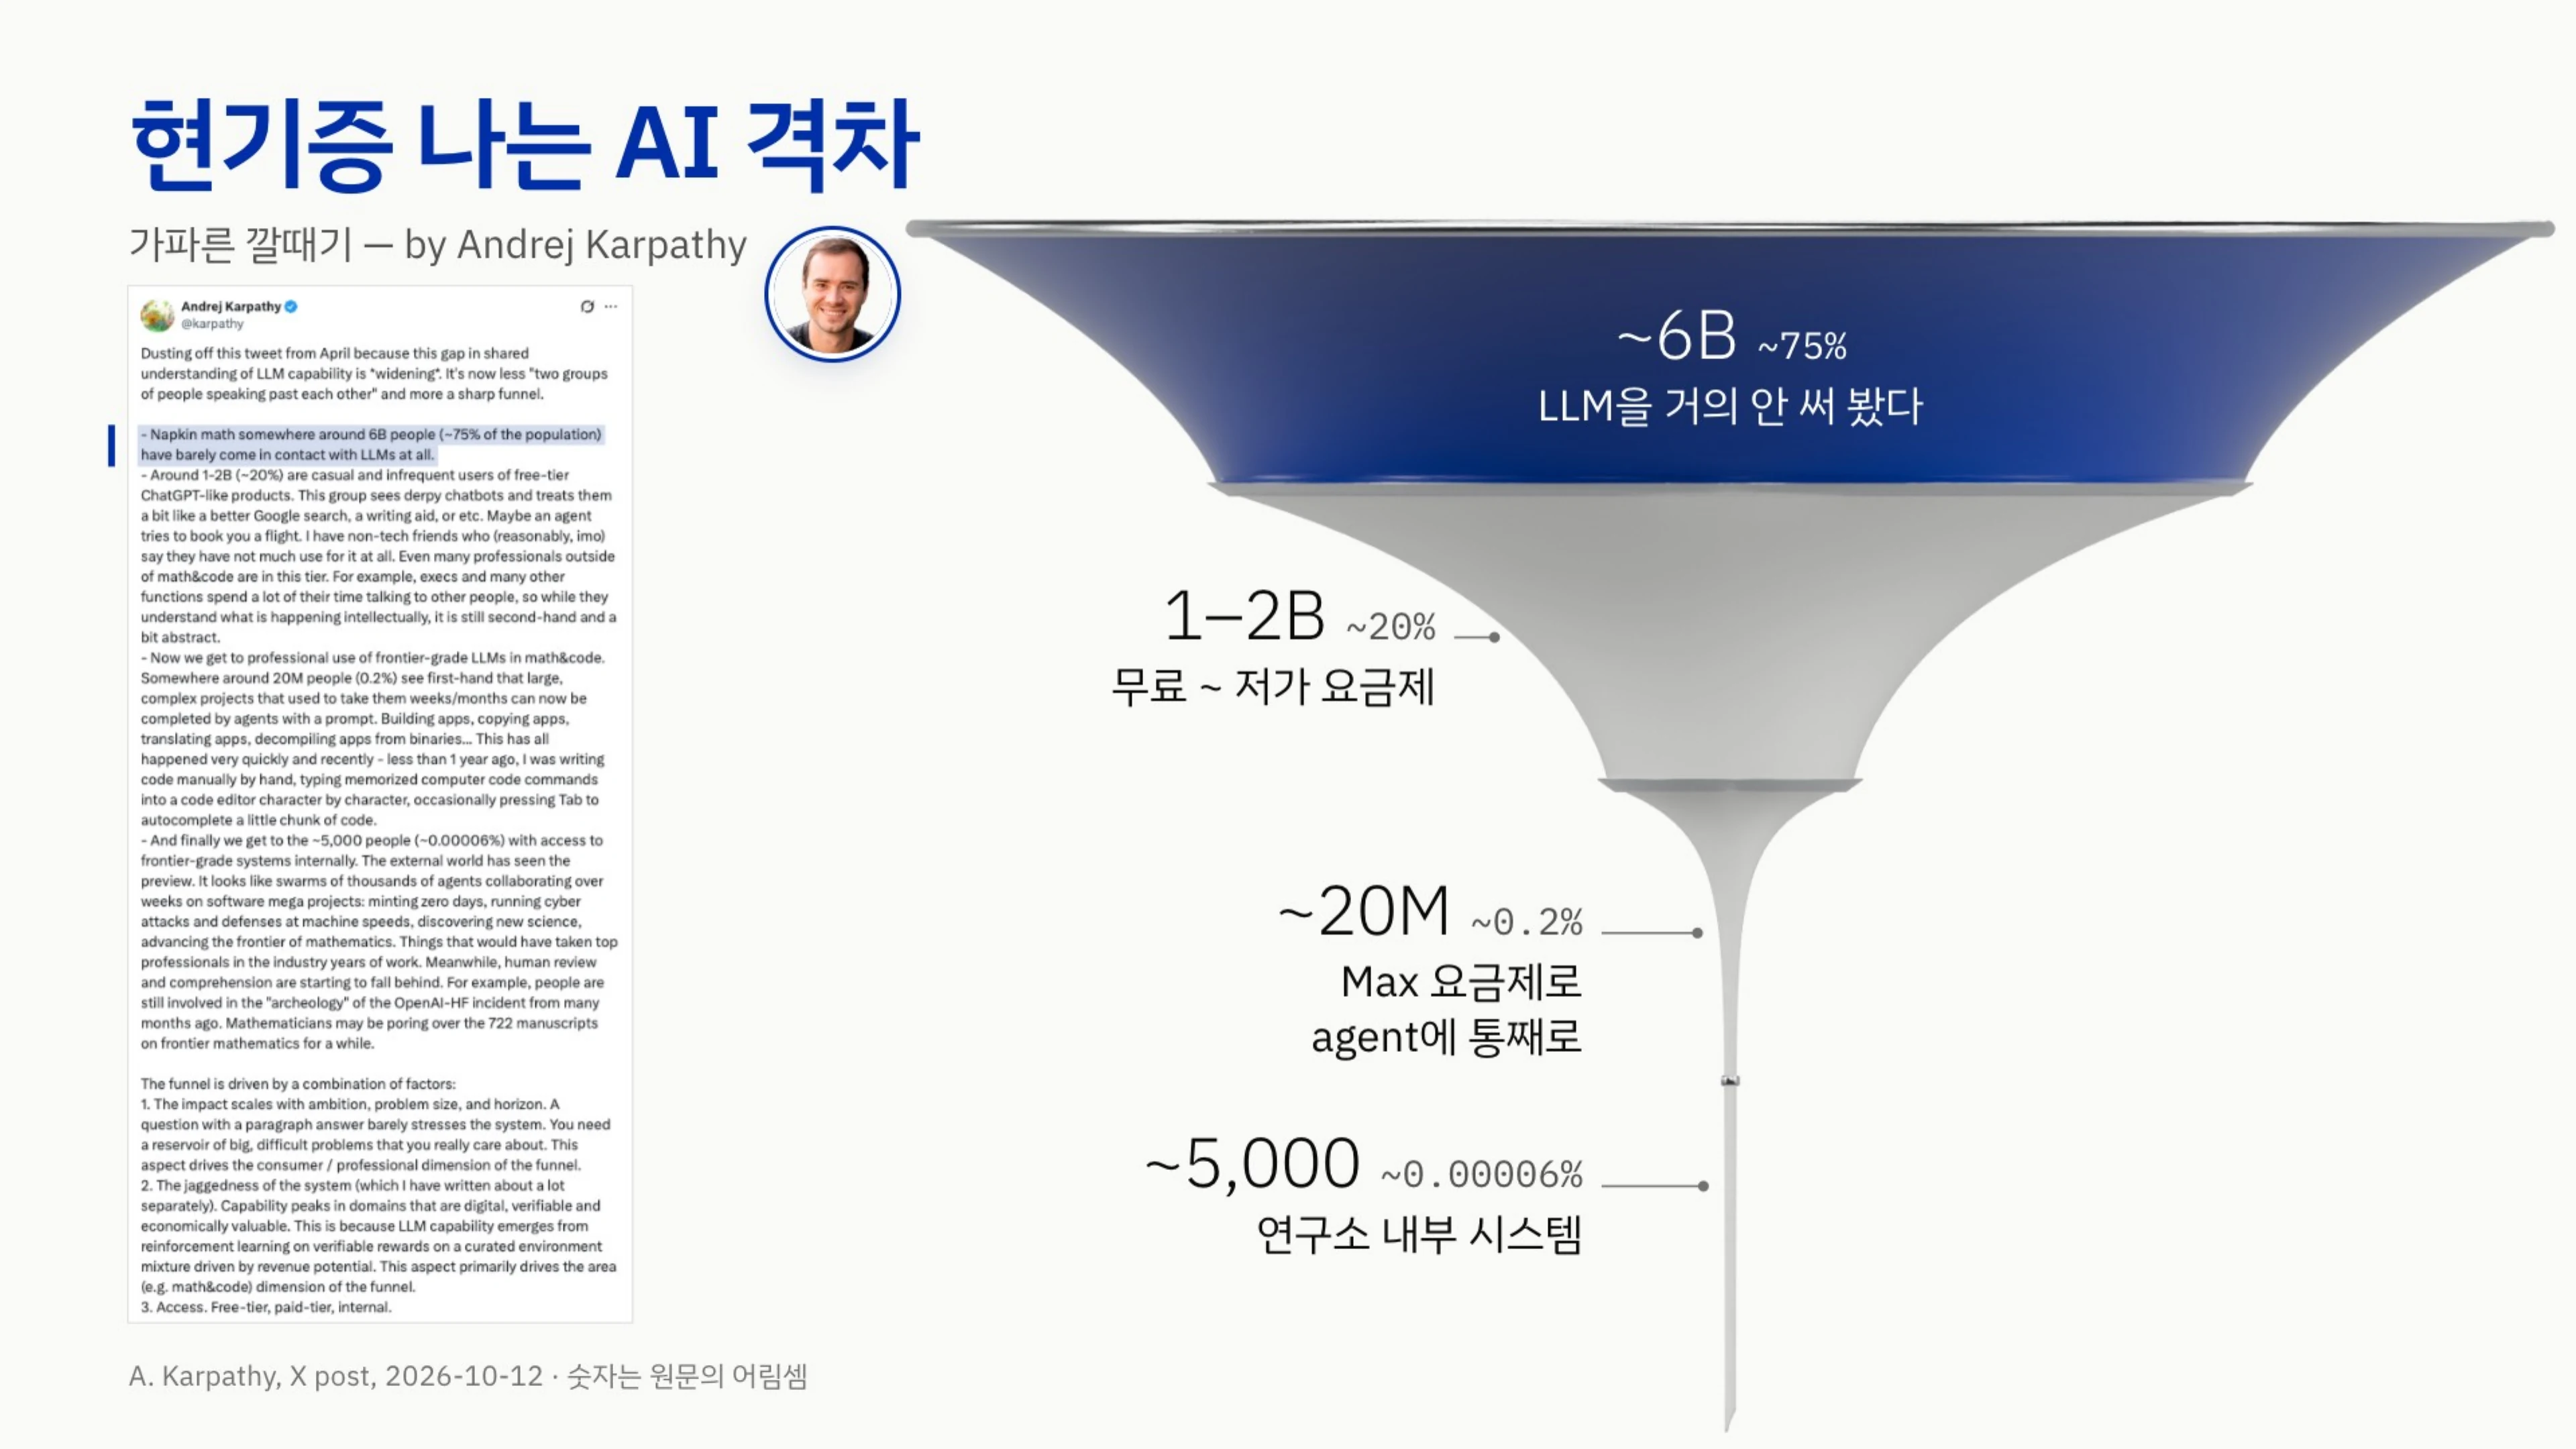 현기증 나는 AI 격차
가파른 깔때기 — by Andrej Karpathy
Andrej Karpathy
@karpathy
Dusting off this tweet from April because this gap in shared
understanding of LLM capability is *widening*. It's now less "two groups
of people speaking past each other" and more a sharp funnel.
- Napkin math somewhere around 6B people (~75% of the population)
have barely come in contact with LLMs at all.
- Around 1-2B (~20%) are casual and infrequent users of free-tier
ChatGPT-like products. This group sees derpy chatbots and treats them
a bit like a better Google search, a writing aid, or etc. Maybe an agent
tries to book you a flight. I have non-tech friends who (reasonably, imo)
say they have not much use for it at all. Even many professionals outside
of math&code are in this tier. For example, execs and many other
functions spend a lot of their time talking to other people, so while they
understand what is happening intellectually, it is still second-hand and a
bit abstract.
- Now we get to professional use of frontier-grade LLMs in math&code.
Somewhere around 20M people (0.2%) see first-hand that large,
complex projects that used to take them weeks/months can now be
completed by agents with a prompt. Building apps, copying apps,
translating apps, decompiling apps from binaries... This has all
happened very quickly and recently - less than 1 year ago, I was writing
code manually by hand, typing memorized computer code commands
into a code editor character by character, occasionally pressing Tab to
autocomplete a little chunk of code.
- And finally we get to the ~5,000 people (~0.00006%) with access to
frontier-grade systems internally. The external world has seen the
preview. It looks like swarms of thousands of agents collaborating over
weeks on software mega projects: minting zero days, running cyber
attacks and defenses at machine speeds, discovering new science,
advancing the frontier of mathematics. Things that would have taken top
professionals in the industry years of work. Meanwhile, human review
and comprehension are starting to fall behind. For example, people are
still involved in the "archeology" of the OpenAI-HF incident from many
months ago. Mathematicians may be poring over the 722 manuscripts
on frontier mathematics for a while.
The funnel is driven by a combination of factors:
1. The impact scales with ambition, problem size, and horizon. A
question with a paragraph answer barely stresses the system. You need
a reservoir of big, difficult problems that you really care about. This
aspect drives the consumer / professional dimension of the funnel.
2. The jaggedness of the system (which I have written about a lot
separately). Capability peaks in domains that are digital, verifiable and
economically valuable. This is because LLM capability emerges from
reinforcement learning on verifiable rewards on a curated environment
mixture driven by revenue potential. This aspect primarily drives the area
(e.g. math&code) dimension of the funnel.
3. Access. Free-tier, paid-tier, internal.
~6B ~75%
LLM을 거의 안 써 봤다
1–2B ~20%
무료 ~ 저가 요금제
~20M ~0.2%
Max 요금제로
agent에 통째로
~5,000 ~0.00006%
연구소 내부 시스템
A. Karpathy, X post, 2026-10-12 · 숫자는 원문의 어림셈